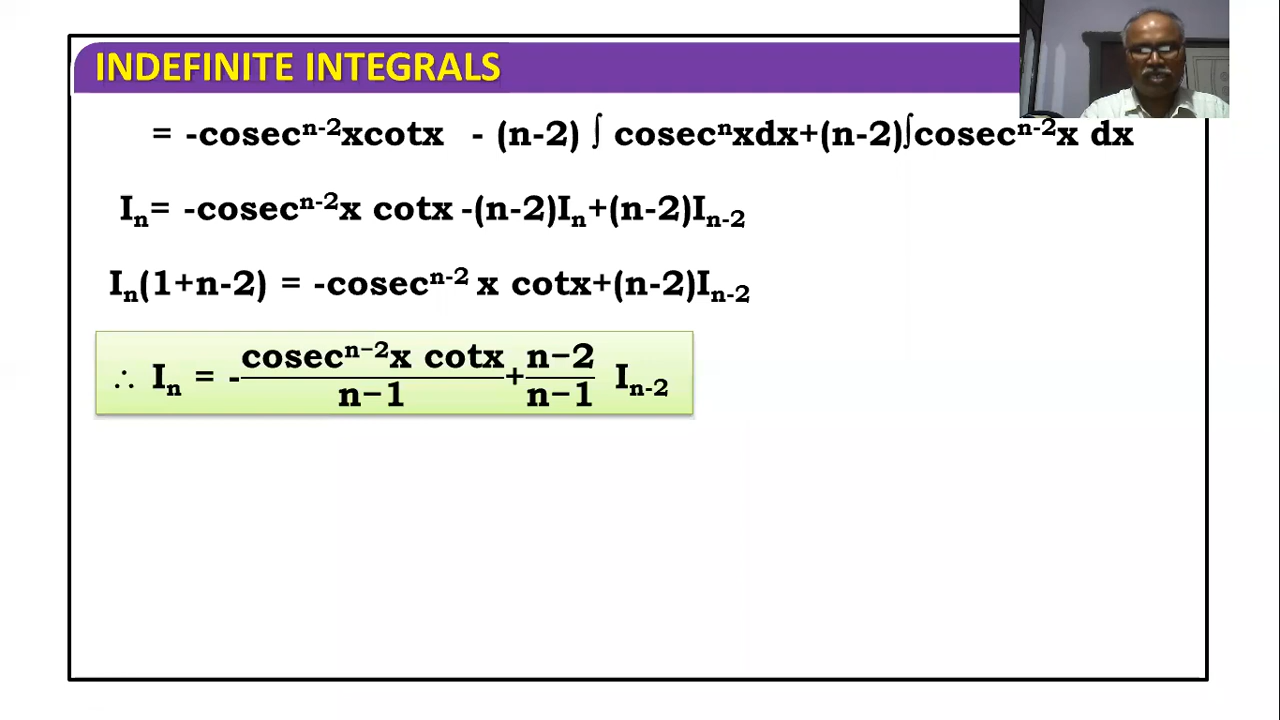 INDEFINITE INTEGRALS
= -cosecⁿ⁻²xcotx - (n-2) ∫ cosecⁿxdx+(n-2)∫cosecⁿ⁻²x dx
Iₙ= -cosecⁿ⁻²x cotx -(n-2)Iₙ+(n-2)Iₙ₋₂
Iₙ(1+n-2) = -cosecⁿ⁻² x cotx+(n-2)Iₙ₋₂
∴ Iₙ = -cosecⁿ⁻²x cotx/n−1 + n−2/n−1 Iₙ₋₂